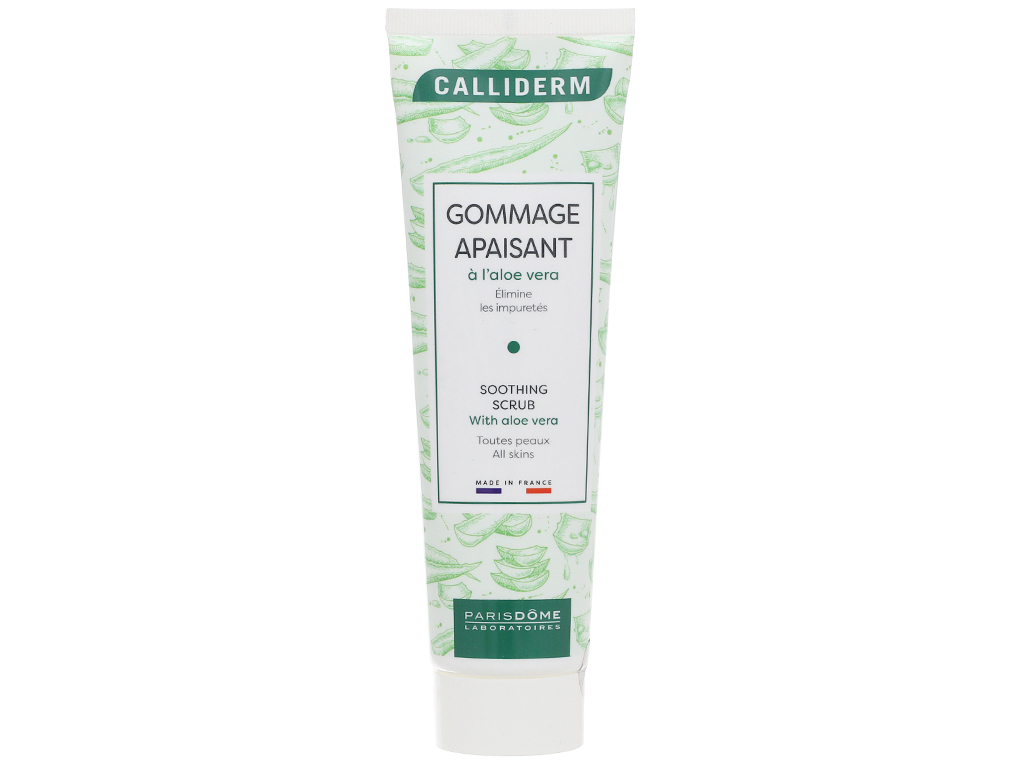 CALLIDERM
GOMMAGE
APAISANT
à l'aloe vera
Élimine
les impuretés
SOOTHING
SCRUB
With aloe vera
Toutes peaux
All skins
MADE IN FRANCE
PARISDÔME
LABORATOIRES